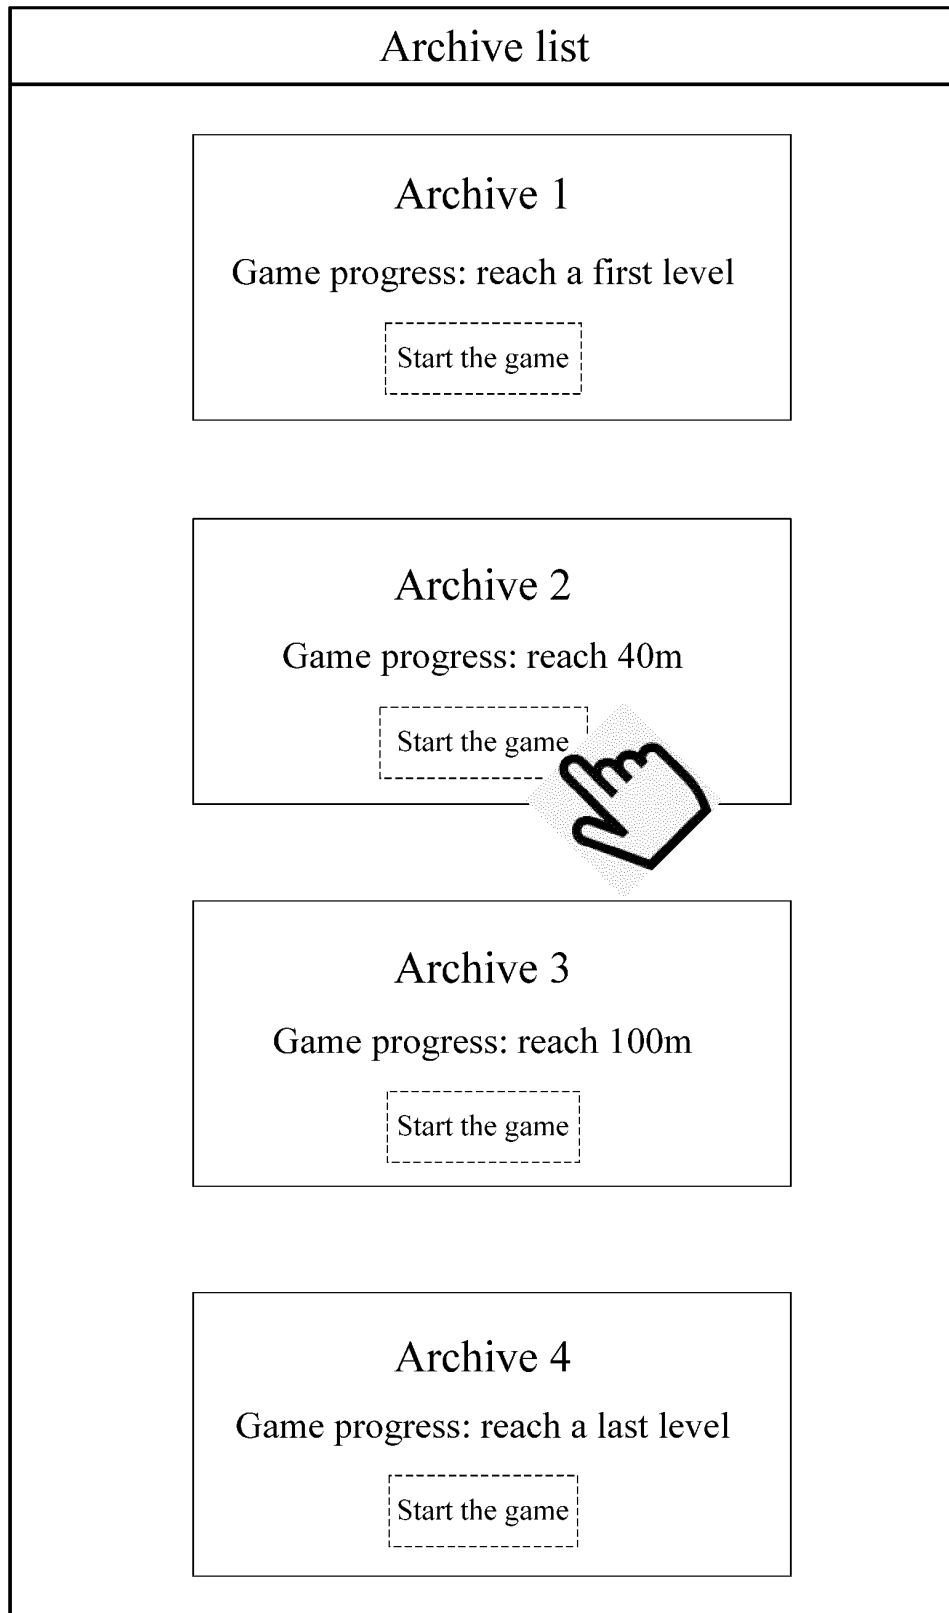 Archive list
Archive 1
Game progress: reach a first level
Start the game
Archive 2
Game progress: reach 40m
Start the game
Archive 3
Game progress: reach 100m
Start the game
Archive 4
Game progress: reach a last level
Start the game